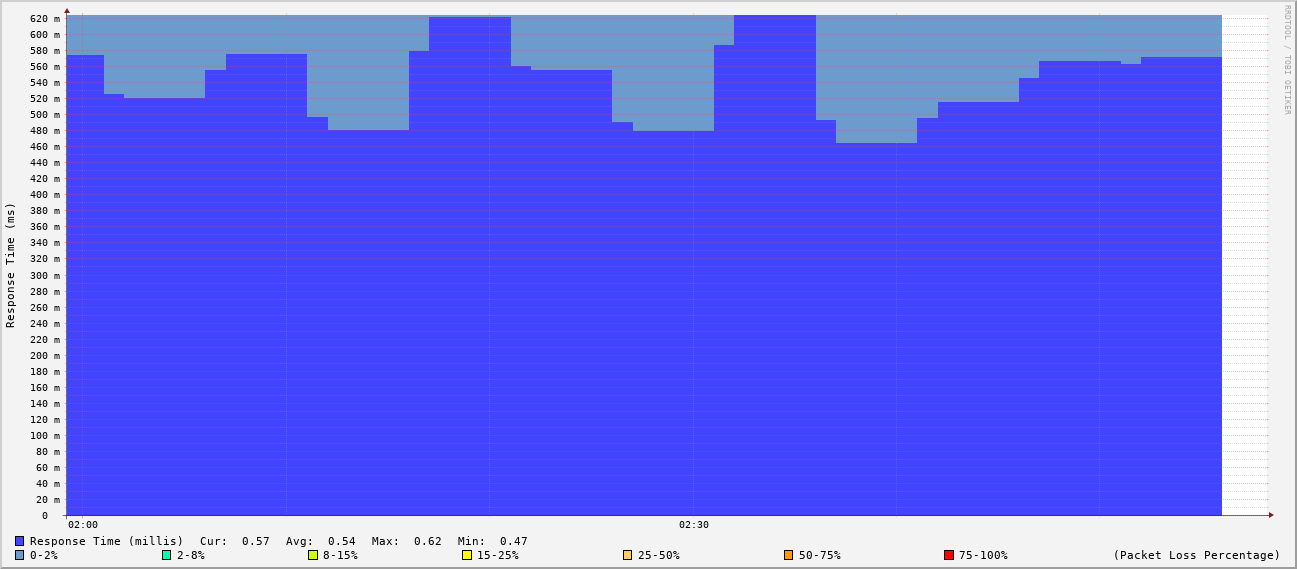 RRDTOOL / TOBI OETIKER
Response Time (ms)
620 m
600 m
580 m
560 m
540 m
520 m
500 m
480 m
460 m
440 m
420 m
400 m
380 m
360 m
340 m
320 m
300 m
280 m
260 m
240 m
220 m
200 m
180 m
160 m
140 m
120 m
100 m
80 m
60 m
40 m
20 m
0
02:00 02:30
Response Time (millis) Cur: 0.57 Avg: 0.54 Max: 0.62 Min: 0.47
0-2% 2-8% 8-15% 15-25% 25-50% 50-75% 75-100% (Packet Loss Percentage)